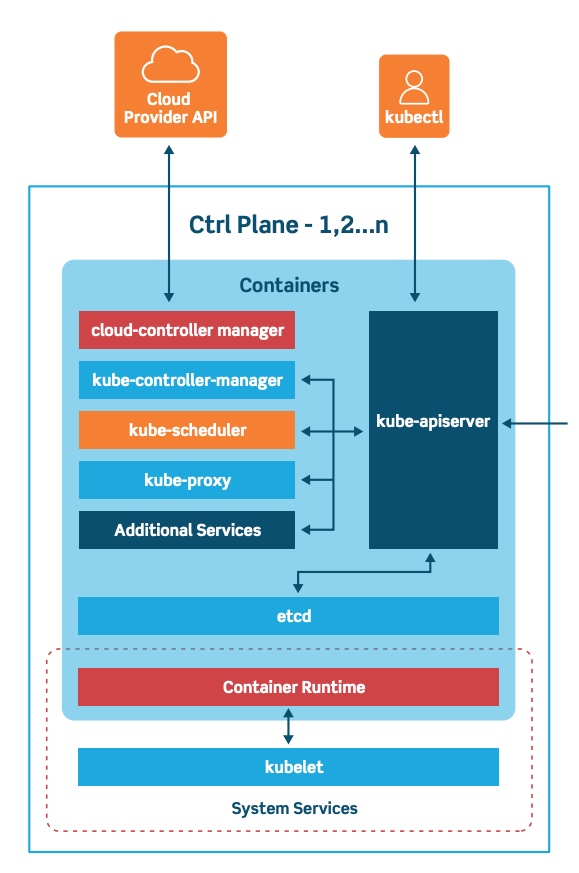 Cloud
Provider API
kubectl
Ctrl Plane - 1,2...n
Containers
cloud-controller manager
kube-controller-manager
kube-scheduler
kube-apiserver
kube-proxy
Additional Services
etcd
Container Runtime
kubelet
System Services